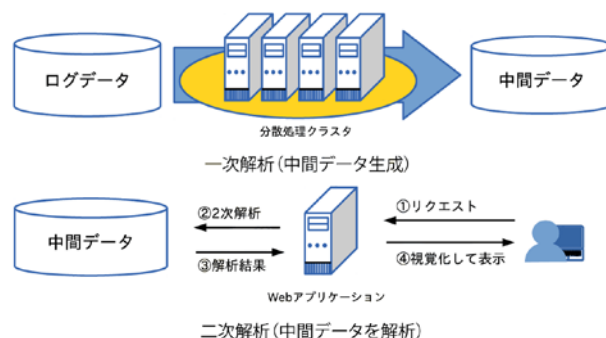 ログデータ
中間データ
分散処理クラスタ
一次解析（中間データ生成）
中間データ
②2次解析
③解析結果
①リクエスト
④視覚化して表示
Webアプリケーション
二次解析（中間データを解析）